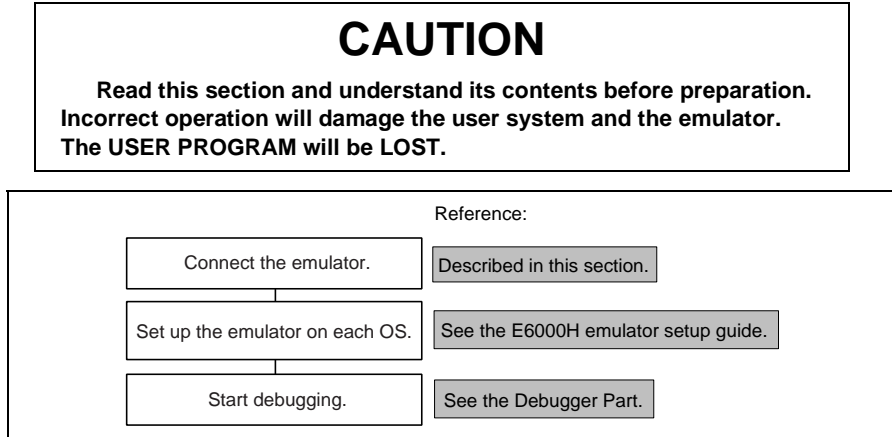 CAUTION
Read this section and understand its contents before preparation.
Incorrect operation will damage the user system and the emulator.
The USER PROGRAM will be LOST.
Reference:
Connect the emulator.
Described in this section.
Set up the emulator on each OS.
See the E6000H emulator setup guide.
Start debugging.
See the Debugger Part.